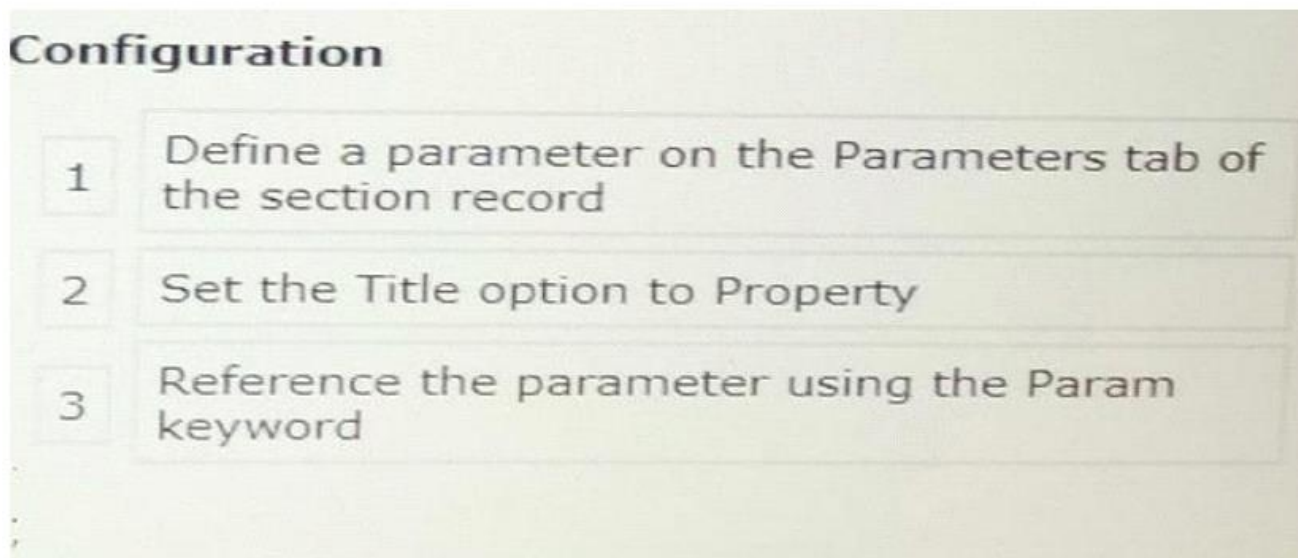 Configuration
1 Define a parameter on the Parameters tab of
the section record
2 Set the Title option to Property
3 Reference the parameter using the Param
keyword
;